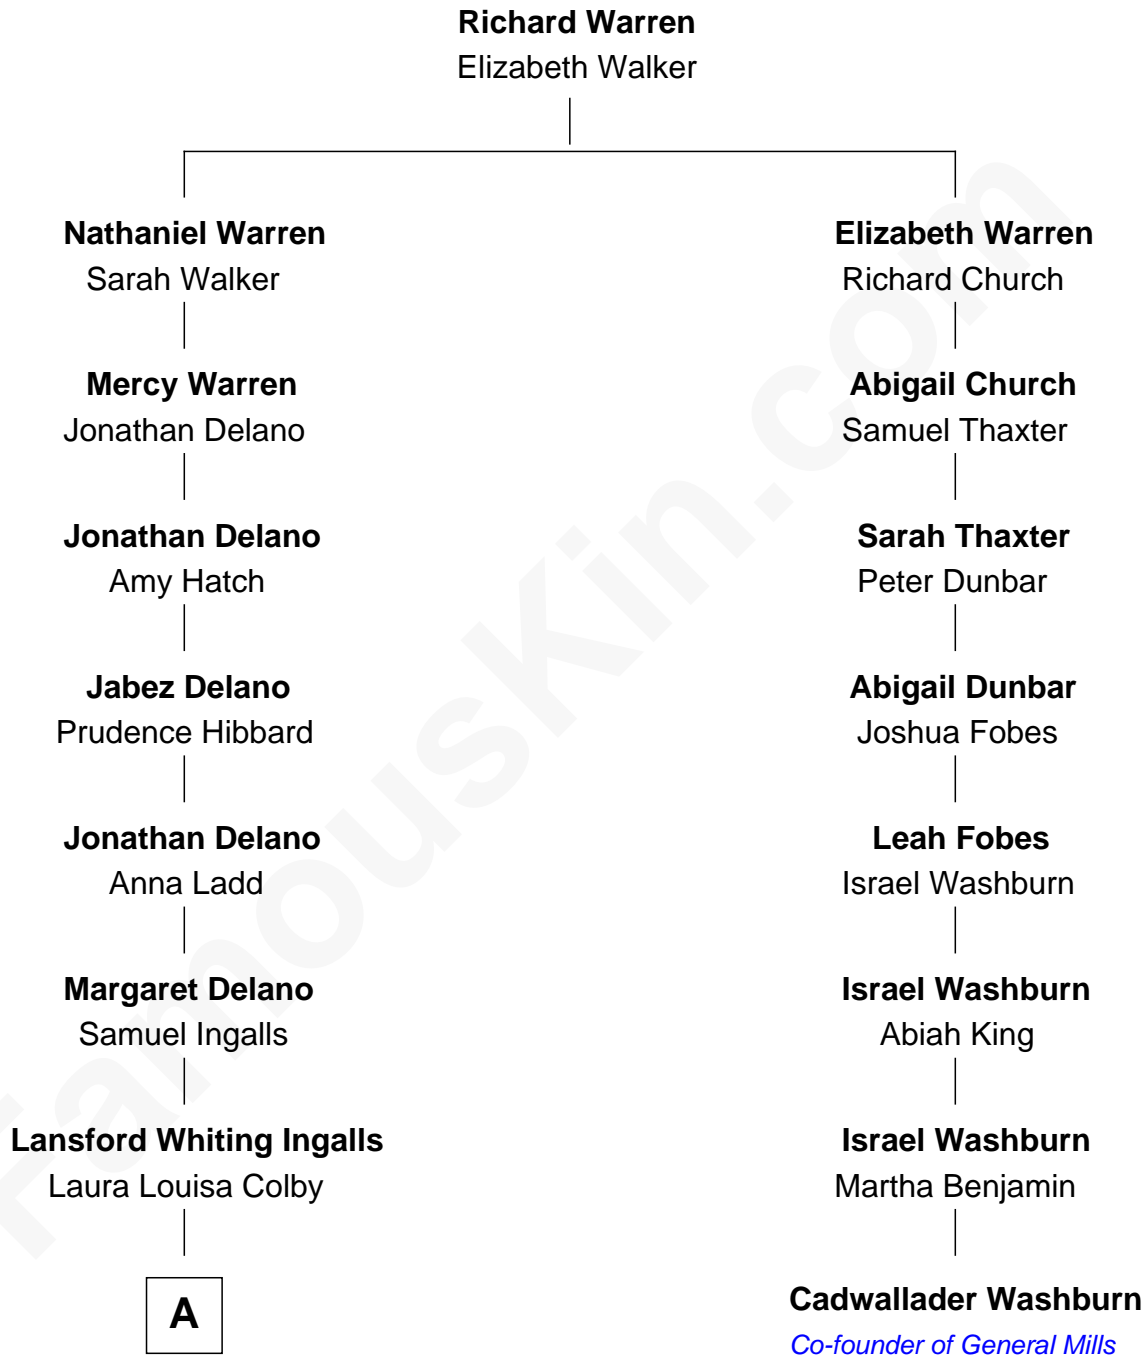 Richard Warren
Elizabeth Walker
Nathaniel Warren
Sarah Walker
Elizabeth Warren
Richard Church
Mercy Warren
Jonathan Delano
Abigail Church
Samuel Thaxter
Jonathan Delano
Amy Hatch
Sarah Thaxter
Peter Dunbar
Jabez Delano
Prudence Hibbard
Abigail Dunbar
Joshua Fobes
Jonathan Delano
Anna Ladd
Leah Fobes
Israel Washburn
Margaret Delano
Samuel Ingalls
Israel Washburn
Abiah King
Lansford Whiting Ingalls
Laura Louisa Colby
Israel Washburn
Martha Benjamin
A
Cadwallader Washburn
Co-founder of General Mills
FamousKin.com